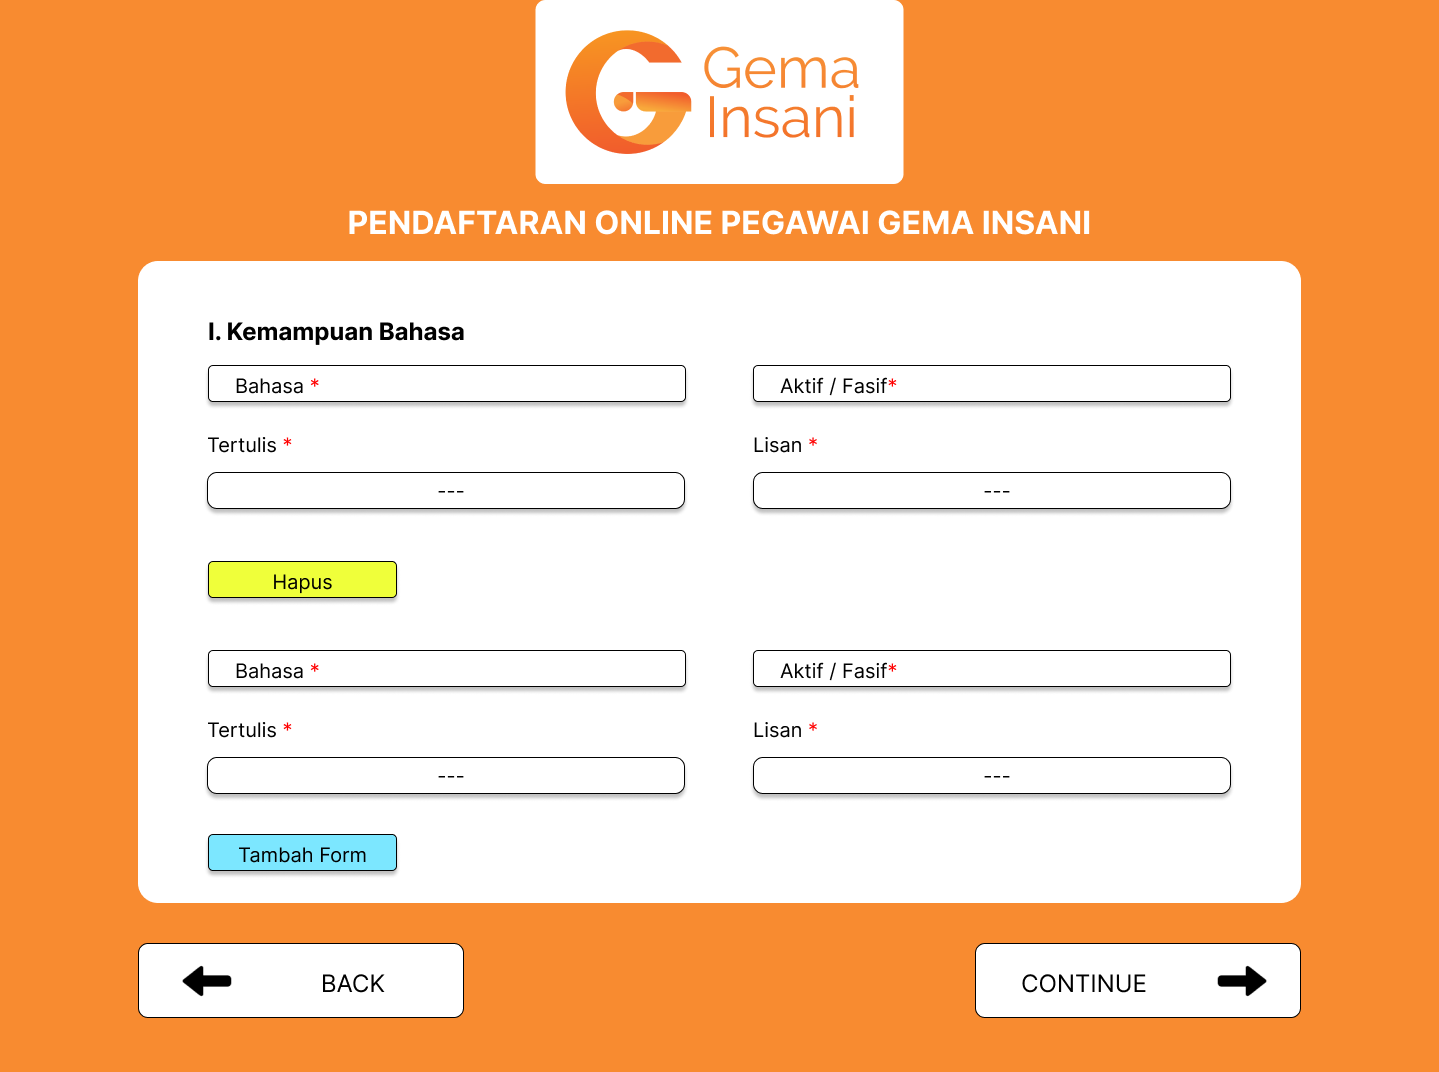 Gema
Insani
PENDAFTARAN ONLINE PEGAWAI GEMA INSANI
I. Kemampuan Bahasa
Bahasa * Aktif / Fasif*
Tertulis * Lisan *
--- ---
Hapus
Bahasa * Aktif / Fasif*
Tertulis * Lisan *
--- ---
Tambah Form
BACK CONTINUE